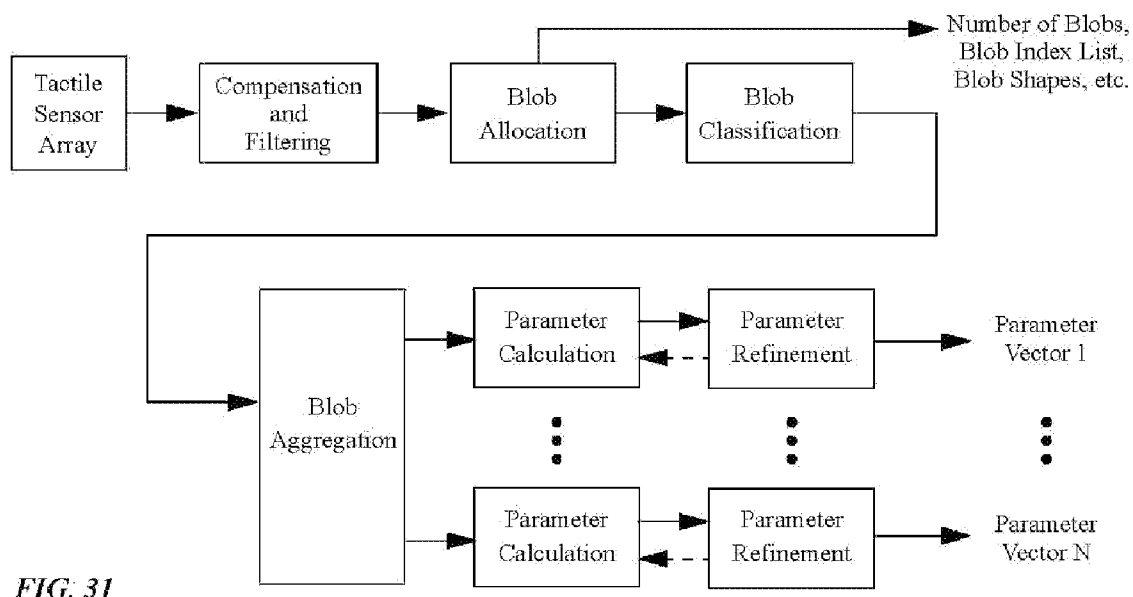 Number of Blobs,
Blob Index List,
Blob Shapes, etc.
Tactile
Sensor
Array
Compensation
and
Filtering
Blob
Allocation
Blob
Classification
Blob
Aggregation
Parameter
Calculation
Parameter
Refinement
Parameter
Vector 1
Parameter
Calculation
Parameter
Refinement
Parameter
Vector N
FIG. 31